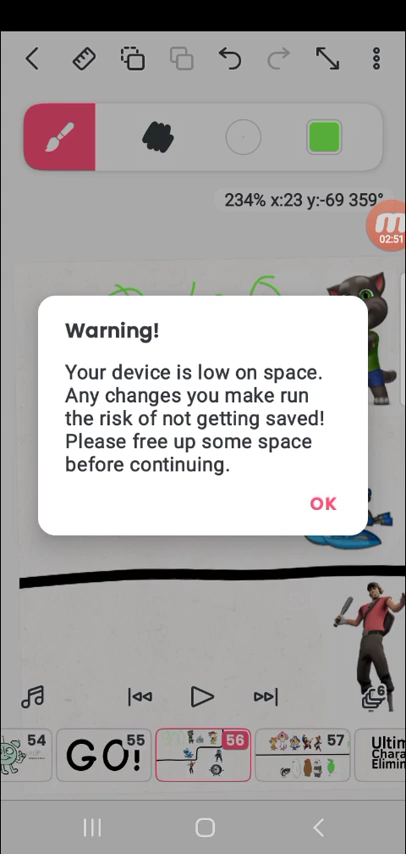 234% x:23 y:-69 359°
02:51
Warning!
Your device is low on space.
Any changes you make run
the risk of not getting saved!
Please free up some space
before continuing.
OK
6
54
GO!
55
56
57
Ultim
Chara
Elimin